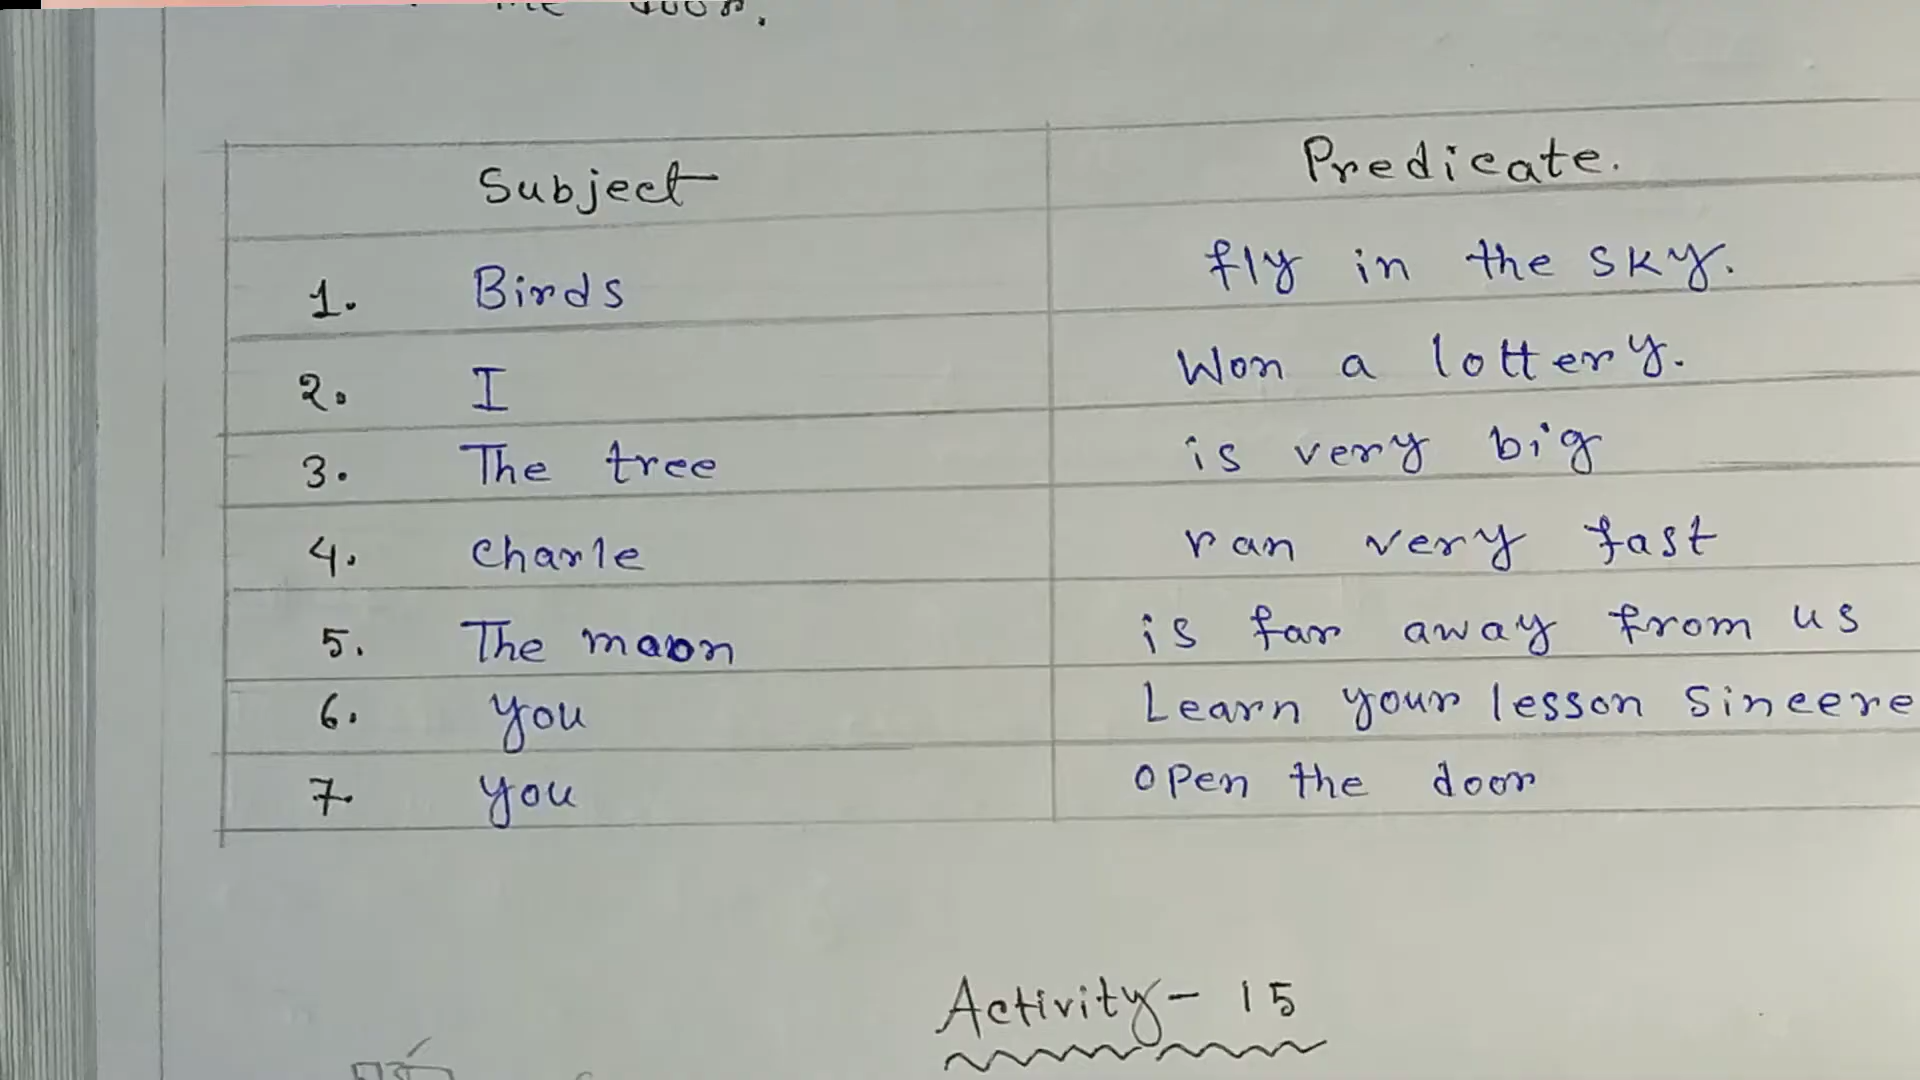 the door.
Subject Predicate.
1. Birds fly in the sky.
2. I Won a lottery.
3. The tree is very big
4. Charle ran very fast
5. The moon is far away from us
6. you Learn your lesson Sincere
7. you open the door
Activity - 15